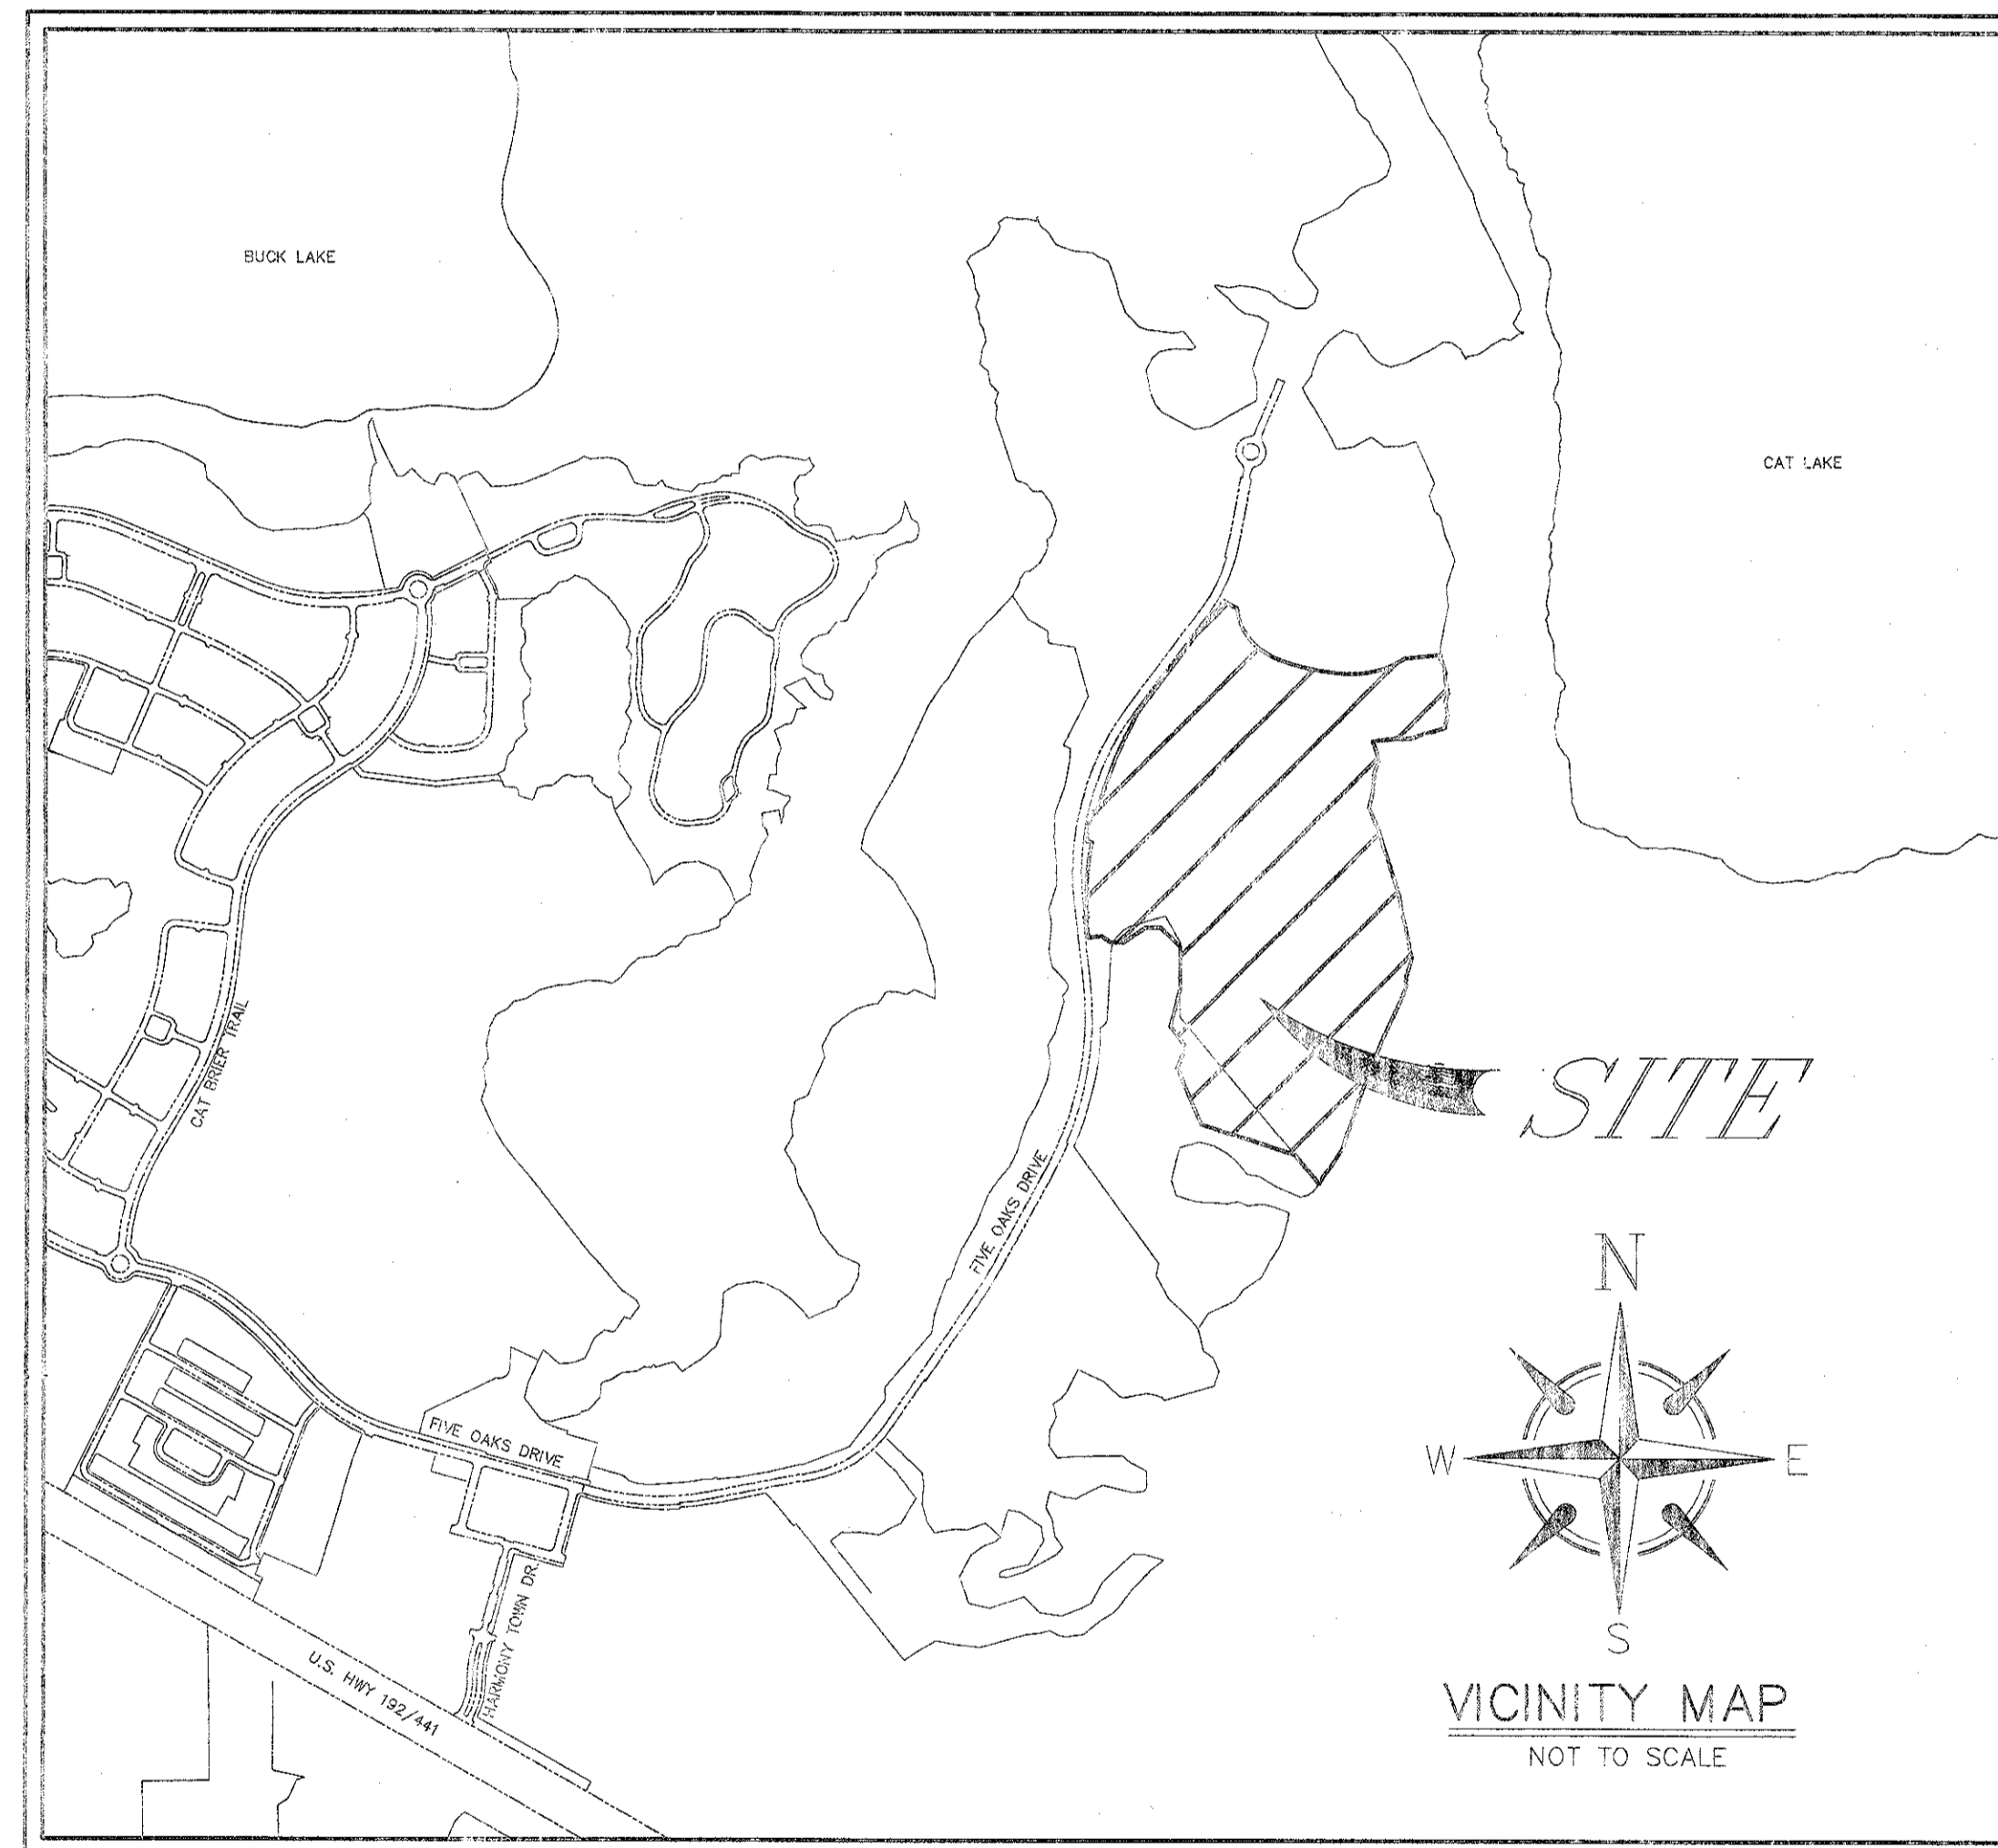 BUCK LAKE
CAT LAKE
CAT BRIER TRAIL
SITE
FIVE OAKS DRIVE
N
W
E
S
FIVE OAKS DRIVE
HARMONY TOWN DR.
U.S. HWY 192/441
VICINITY MAP
NOT TO SCALE